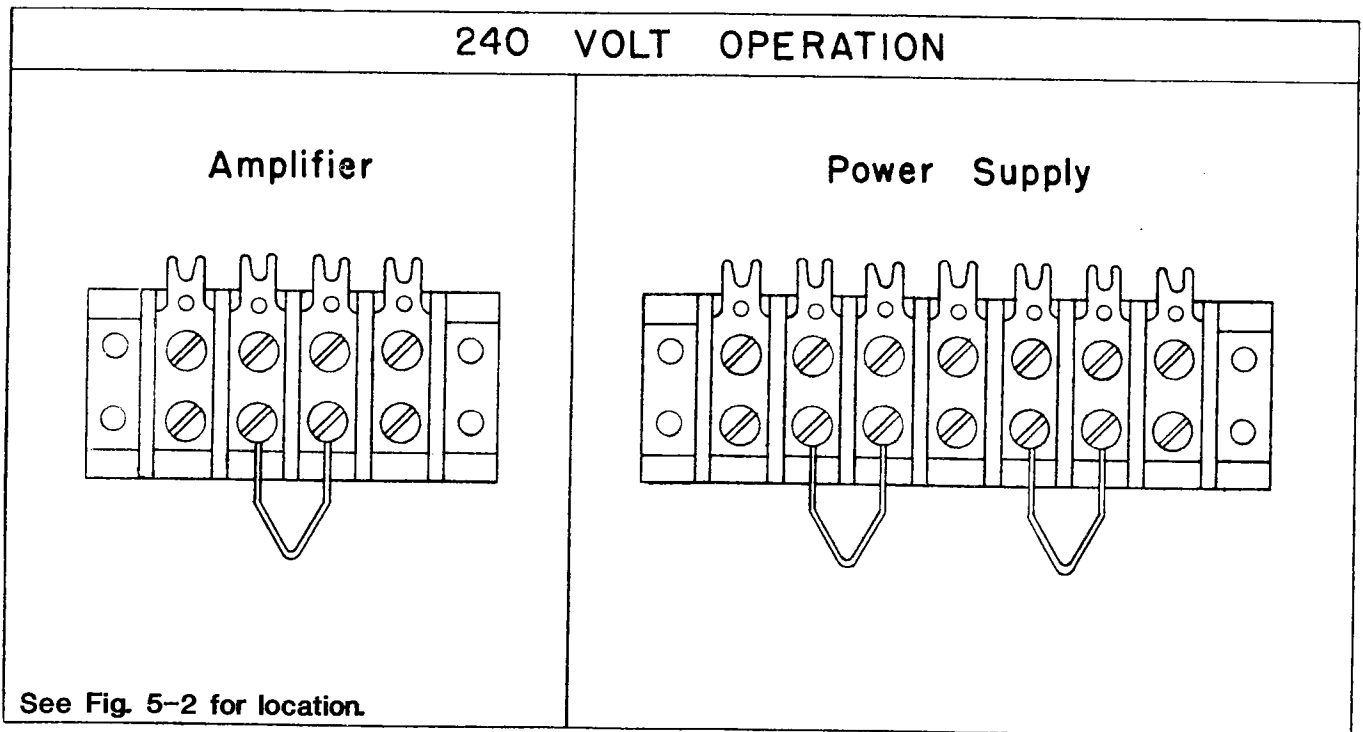 240 VOLT OPERATION
Amplifier
Power Supply
See Fig. 5-2 for location.